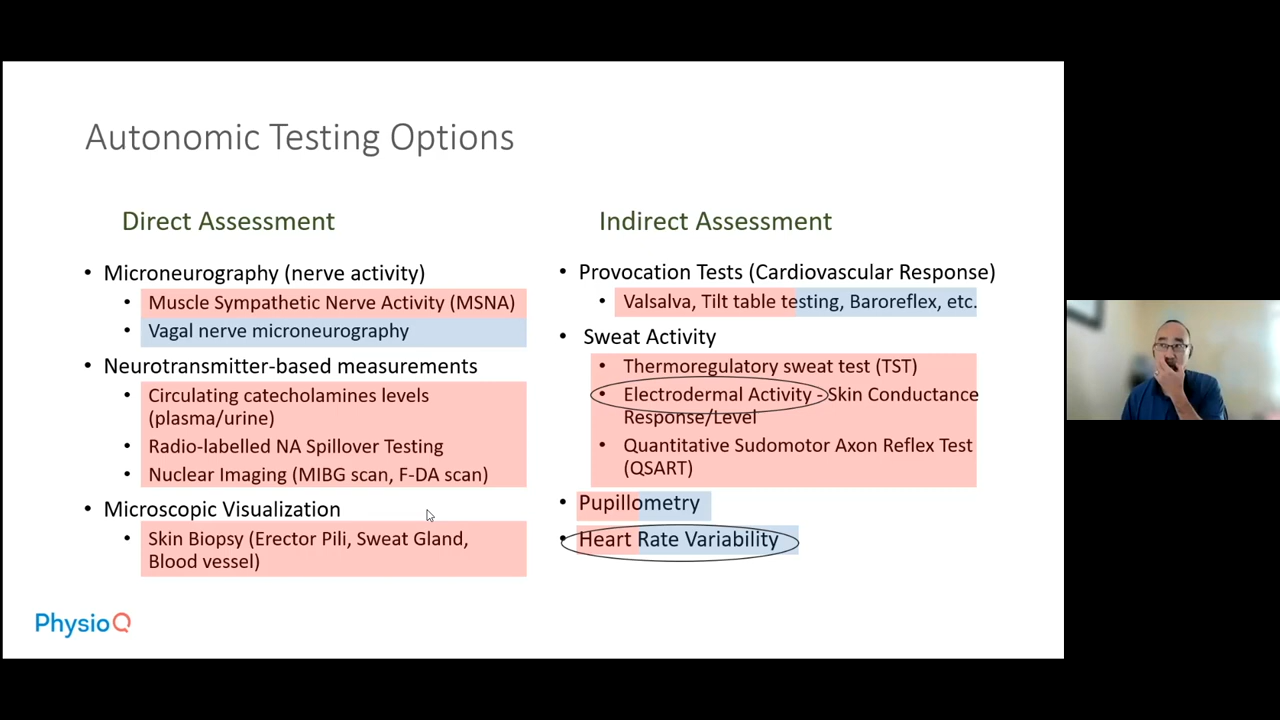 Autonomic Testing Options
Direct Assessment
• Microneurography (nerve activity)
• Muscle Sympathetic Nerve Activity (MSNA)
• Vagal nerve microneurography
• Neurotransmitter-based measurements
• Circulating catecholamines levels
(plasma/urine)
• Radio-labelled NA Spillover Testing
• Nuclear Imaging (MIBG scan, F-DA scan)
• Microscopic Visualization
• Skin Biopsy (Erector Pili, Sweat Gland,
Blood vessel)
Indirect Assessment
• Provocation Tests (Cardiovascular Response)
• Valsalva, Tilt table testing, Baroreflex, etc.
• Sweat Activity
• Thermoregulatory sweat test (TST)
• Electrodermal Activity - Skin Conductance
Response/Level
• Quantitative Sudomotor Axon Reflex Test
(QSART)
• Pupillometry
• Heart Rate Variability
PhysioQ